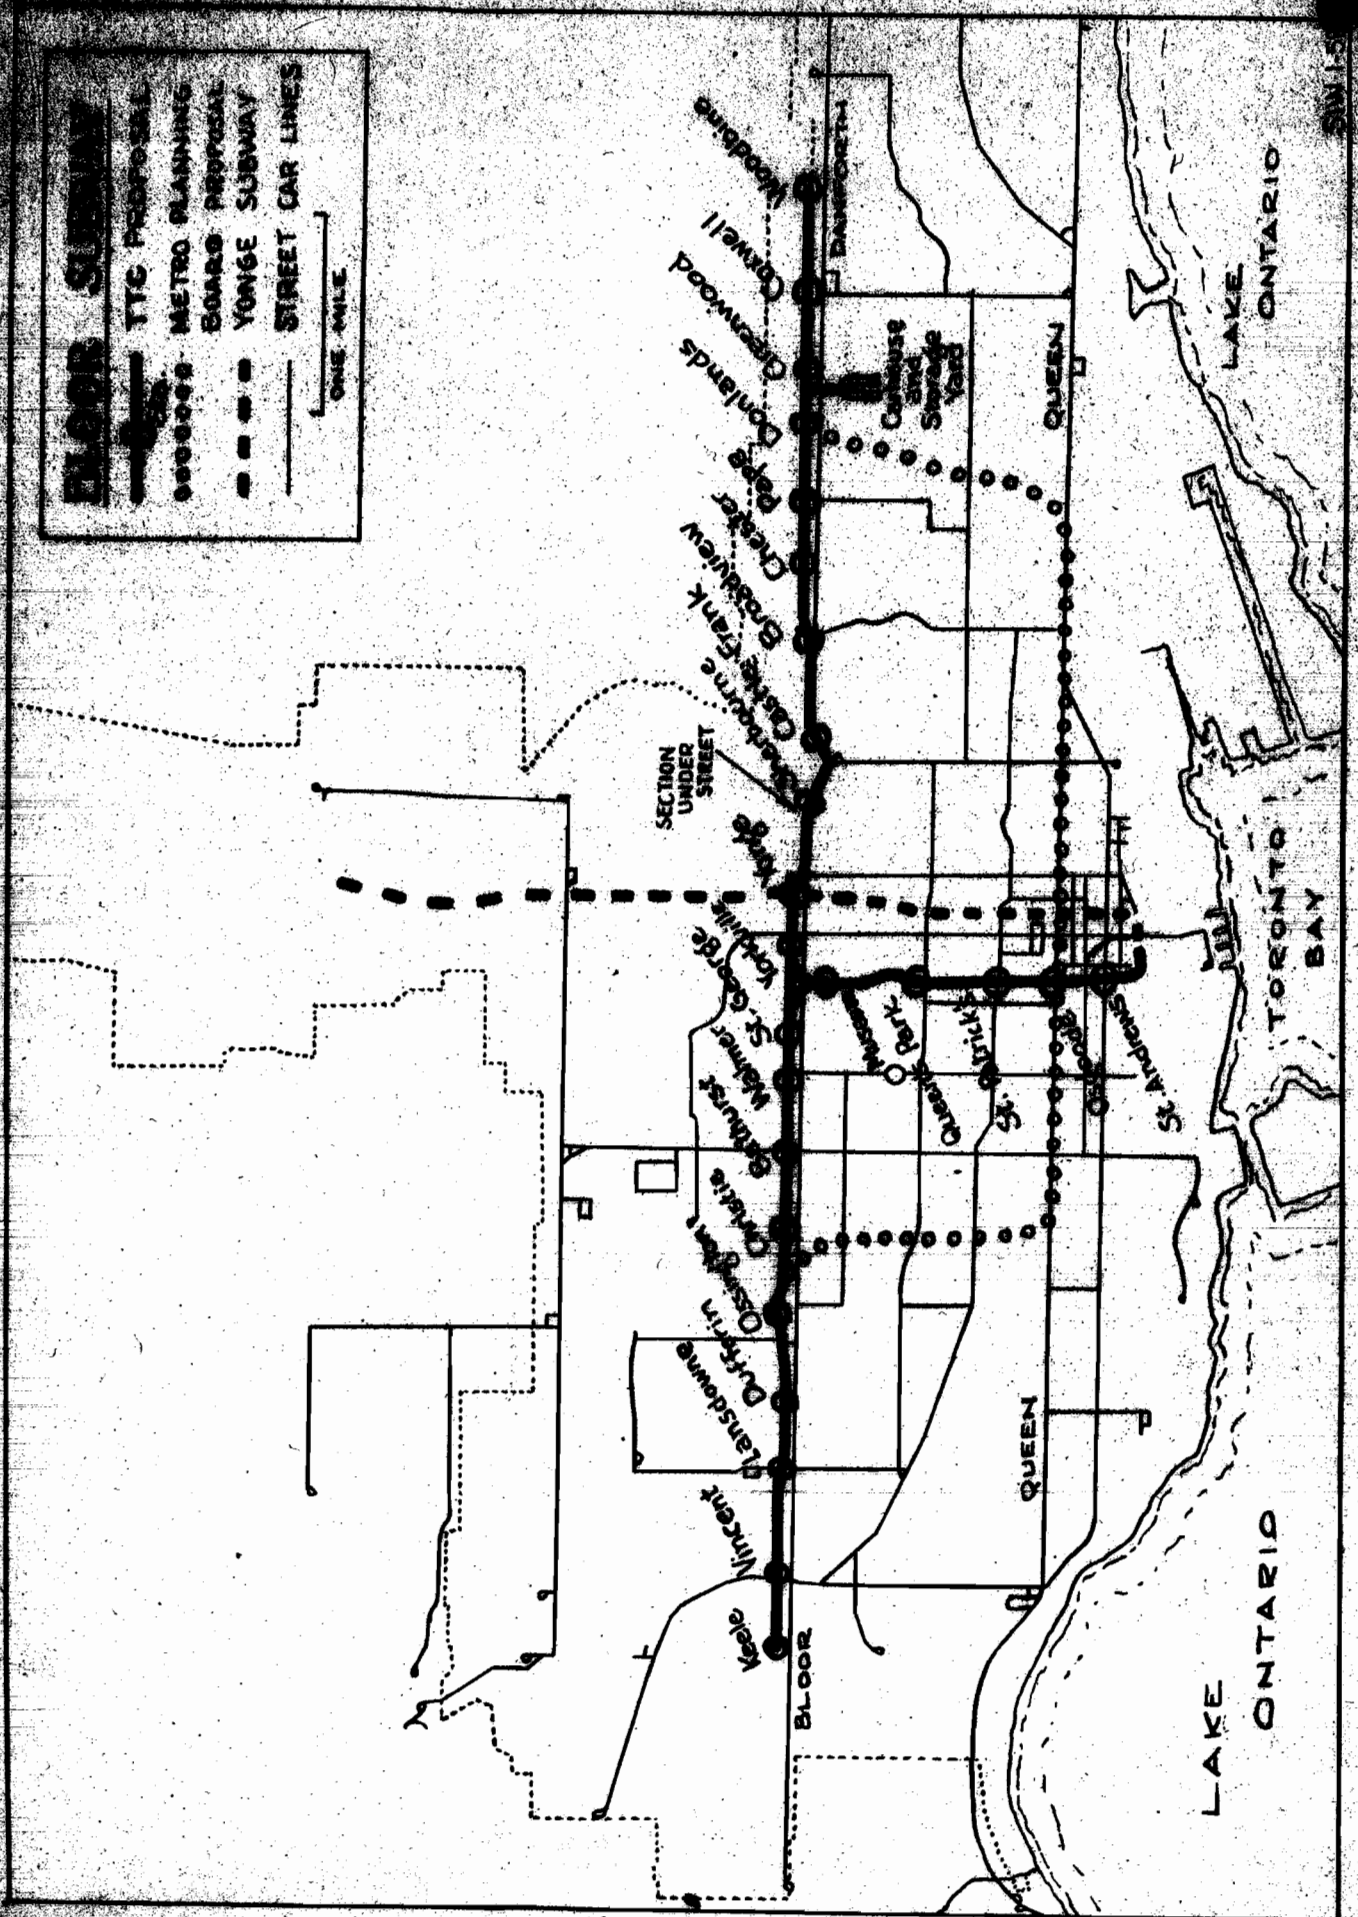 BLOOR SUBWAY
TTC PROPOSAL
METRO PLANNING
BOARD PROPOSAL
YONGE SUBWAY
STREET CAR LINES
ONE MILE
Keele
Vincent
Lansdowne
Dufferin
Ossington
Christie
Bathurst
Walmer
St. George
Yorkville
Yonge
Sherbourne
Castle Frank
Broadview
Chester
Pape
Donlands
Greenwood
Coxwell
Woodbine
SECTION
UNDER
STREET
BLOOR
DANFORTH
Carhouse
and
Storage
Yard
Museum
Queens Park
St. Patricks
Osgoode
St. Andrews
QUEEN
QUEEN
LAKE
ONTARIO
TORONTO
BAY
LAKE
ONTARIO